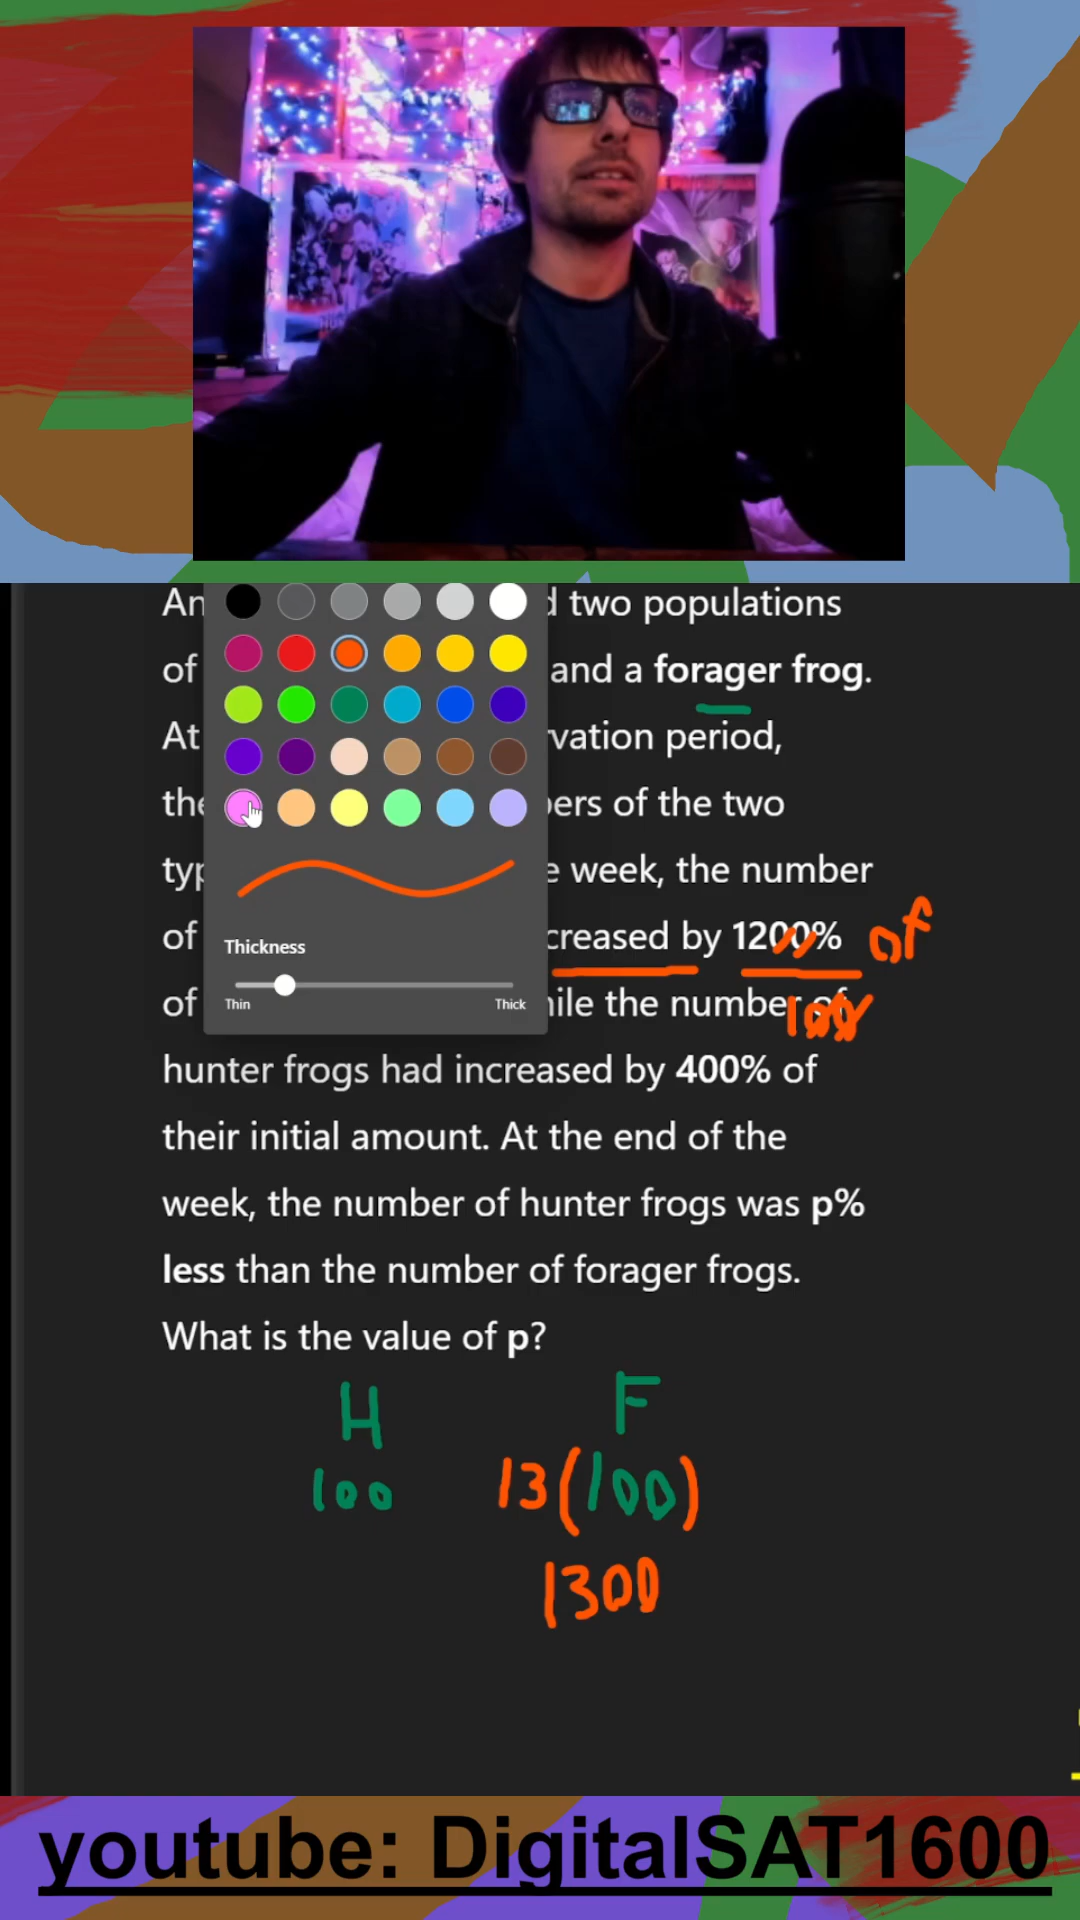 An d two populations
of and a forager frog.
At vation period,
the bers of the two
typ e week, the number
of creased by 1200% of
of ile the number of 100
hunter frogs had increased by 400% of
their initial amount. At the end of the
week, the number of hunter frogs was p%
less than the number of forager frogs.
What is the value of p?
Thickness
Thin Thick
H F
100 13(100)
1300
youtube: DigitalSAT1600